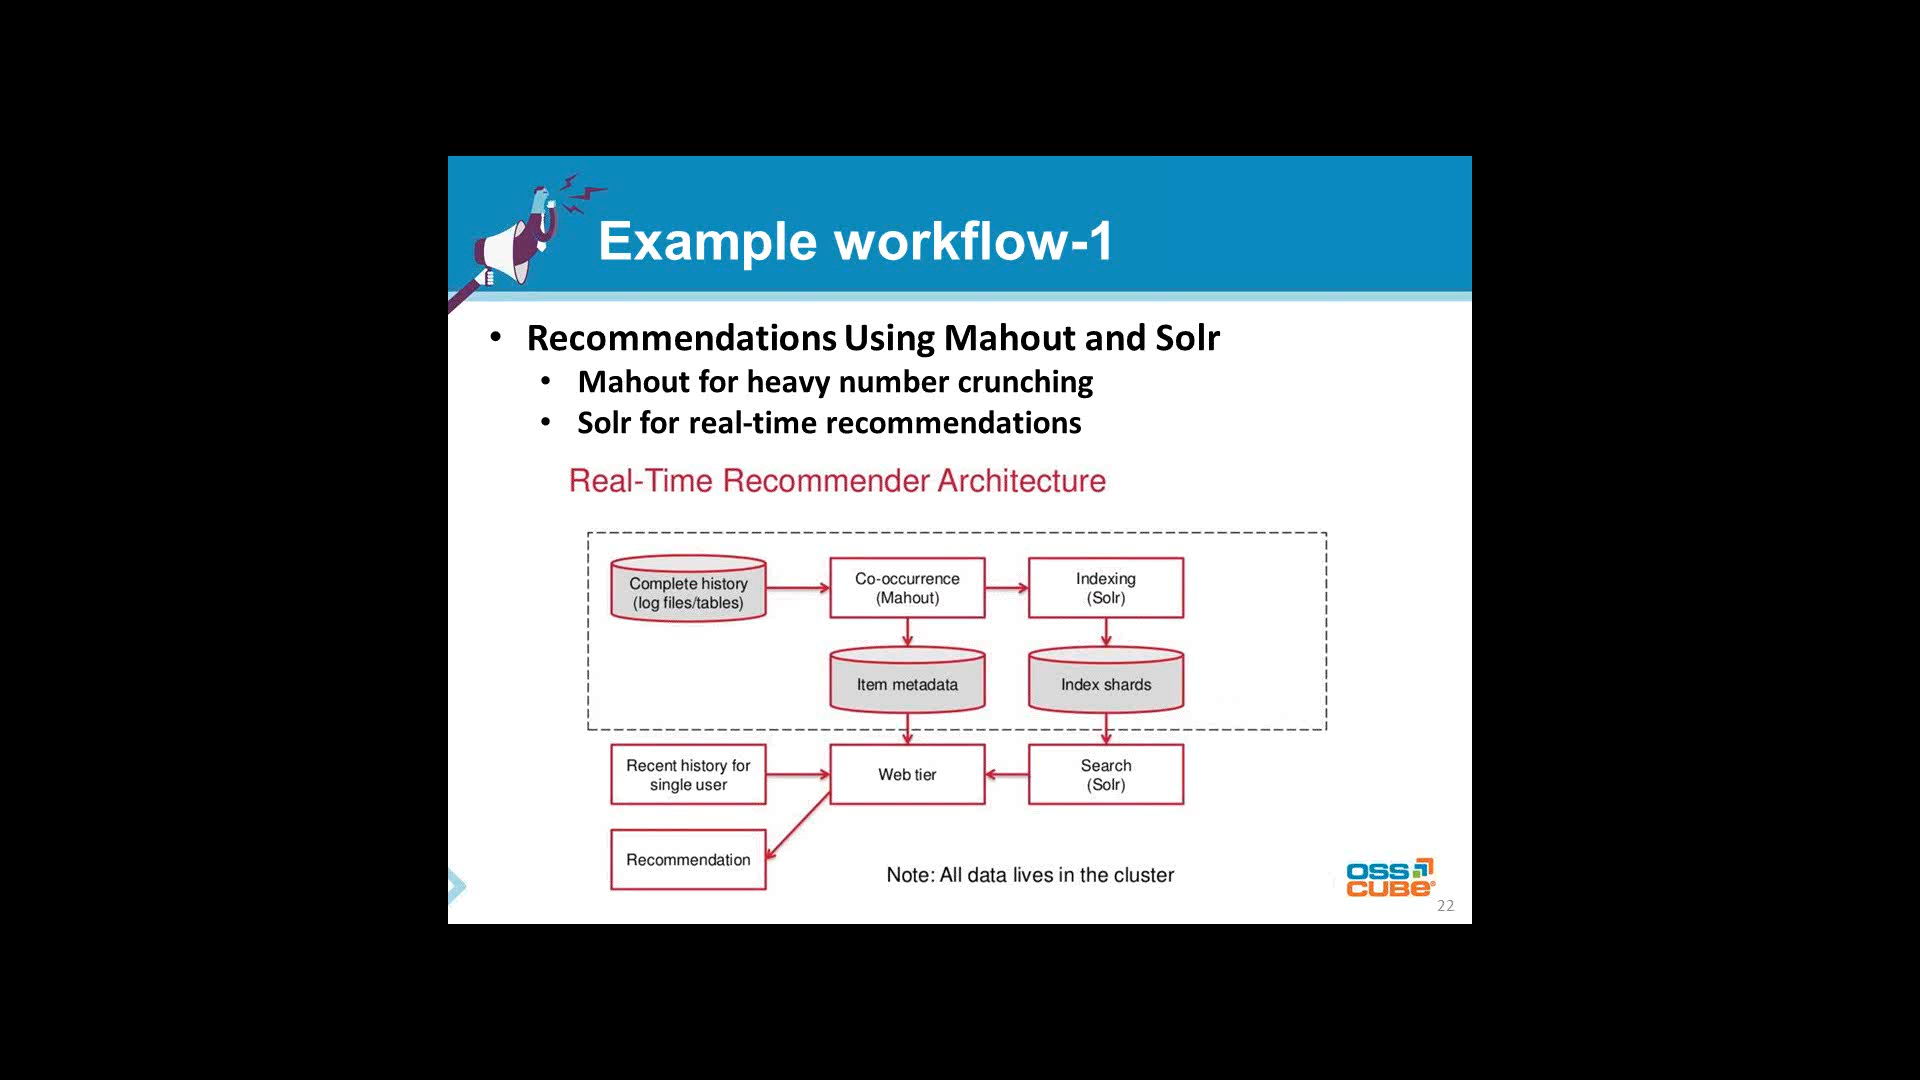 Example workflow-1
• Recommendations Using Mahout and Solr
• Mahout for heavy number crunching
• Solr for real-time recommendations
Real-Time Recommender Architecture
Complete history
(log files/tables)
Co-occurrence
(Mahout)
Indexing
(Solr)
Item metadata
Index shards
Recent history for
single user
Web tier
Search
(Solr)
Recommendation
Note: All data lives in the cluster
OSS
CUBE®
22